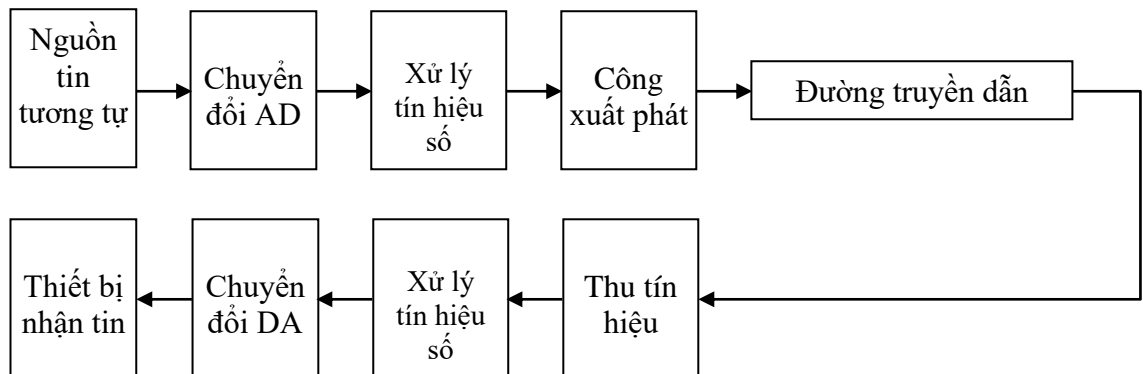 Nguồn
tin
tương tự
Chuyển
đổi AD
Xử lý
tín hiệu
số
Công
xuất phát
Đường truyền dẫn
Thiết bị
nhận tin
Chuyển
đổi DA
Xử lý
tín hiệu
số
Thu tín
hiệu